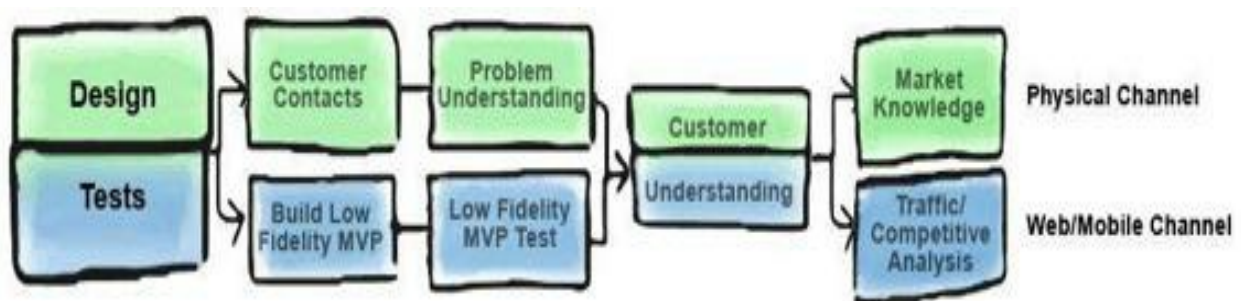 Design
Tests
Customer
Contacts
Problem
Understanding
Build Low
Fidelity MVP
Low Fidelity
MVP Test
Customer
Understanding
Market
Knowledge
Physical Channel
Traffic/
Competitive
Analysis
Web/Mobile Channel